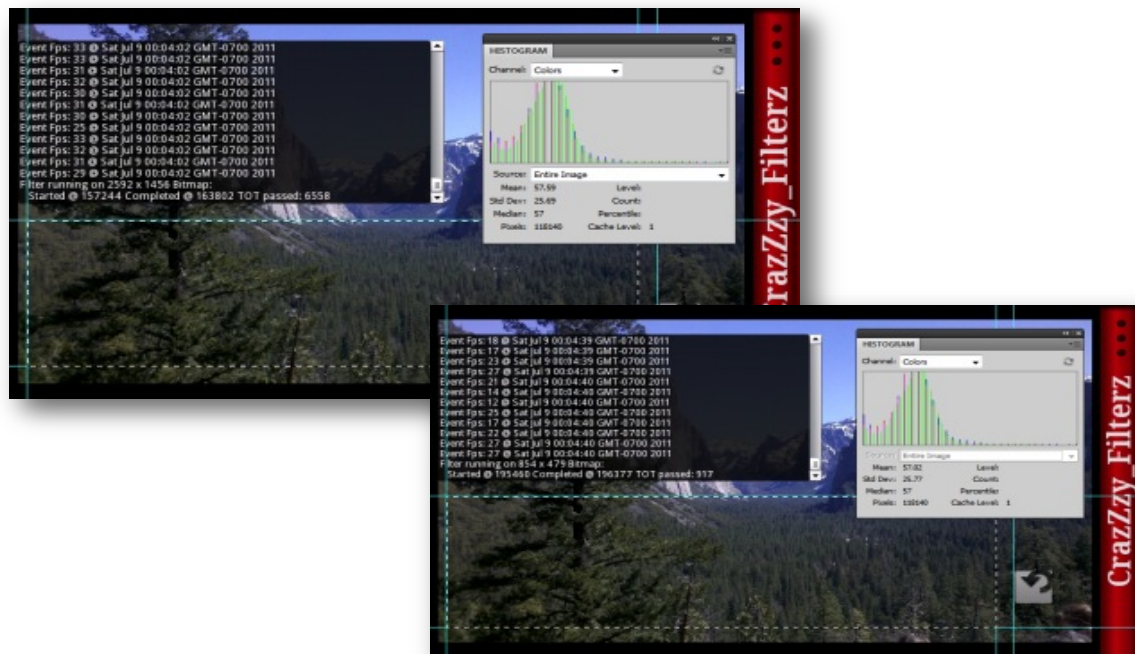 Event Fps: 33 @ Sat Jul 9 00:04:02 GMT-0700 2011
Event Fps: 33 @ Sat Jul 9 00:04:02 GMT-0700 2011
Event Fps: 31 @ Sat Jul 9 00:04:02 GMT-0700 2011
Event Fps: 32 @ Sat Jul 9 00:04:02 GMT-0700 2011
Event Fps: 30 @ Sat Jul 9 00:04:02 GMT-0700 2011
Event Fps: 31 @ Sat Jul 9 00:04:02 GMT-0700 2011
Event Fps: 30 @ Sat Jul 9 00:04:02 GMT-0700 2011
Event Fps: 25 @ Sat Jul 9 00:04:02 GMT-0700 2011
Event Fps: 33 @ Sat Jul 9 00:04:02 GMT-0700 2011
Event Fps: 32 @ Sat Jul 9 00:04:02 GMT-0700 2011
Event Fps: 31 @ Sat Jul 9 00:04:02 GMT-0700 2011
Event Fps: 29 @ Sat Jul 9 00:04:02 GMT-0700 2011
Filter running on 2592 x 1456 Bitmap:
Started @ 157244 Completed @ 163802 TOT passed: 6558
HISTOGRAM
Channel: Colors
Source: Entire Image
Mean: 57.59 Level:
Std Dev: 25.69 Count:
Median: 57 Percentile:
Pixels: 118140 Cache Level: 1
CrazZzy_Filterz
Event Fps: 18 @ Sat Jul 9 00:04:39 GMT-0700 2011
Event Fps: 17 @ Sat Jul 9 00:04:39 GMT-0700 2011
Event Fps: 23 @ Sat Jul 9 00:04:39 GMT-0700 2011
Event Fps: 27 @ Sat Jul 9 00:04:39 GMT-0700 2011
Event Fps: 21 @ Sat Jul 9 00:04:40 GMT-0700 2011
Event Fps: 14 @ Sat Jul 9 00:04:40 GMT-0700 2011
Event Fps: 12 @ Sat Jul 9 00:04:40 GMT-0700 2011
Event Fps: 25 @ Sat Jul 9 00:04:40 GMT-0700 2011
Event Fps: 17 @ Sat Jul 9 00:04:40 GMT-0700 2011
Event Fps: 22 @ Sat Jul 9 00:04:40 GMT-0700 2011
Event Fps: 27 @ Sat Jul 9 00:04:40 GMT-0700 2011
Event Fps: 27 @ Sat Jul 9 00:04:40 GMT-0700 2011
Filter running on 854 x 479 Bitmap:
Started @ 195460 Completed @ 196377 TOT passed: 917
HISTOGRAM
Channel: Colors
Source: Entire Image
Mean: 57.02 Level:
Std Dev: 25.77 Count:
Median: 57 Percentile:
Pixels: 118140 Cache Level: 1
CrazZzy_Filterz